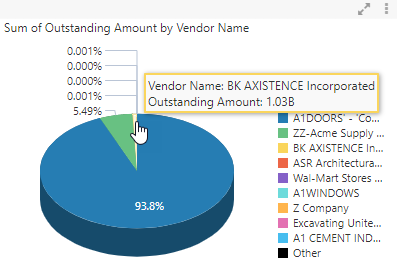 Sum of Outstanding Amount by Vendor Name
0.001%
0.000%
0.000%
0.001%
5.49%
93.8%
Vendor Name: BK AXISTENCE Incorporated
Outstanding Amount: 1.03B
A1DOORS' - 'Co...
ZZ-Acme Supply ...
BK AXISTENCE In...
ASR Architectura...
Wal-Mart Stores ...
A1WINDOWS
Z Company
Excavating Unite...
A1 CEMENT IND...
Other